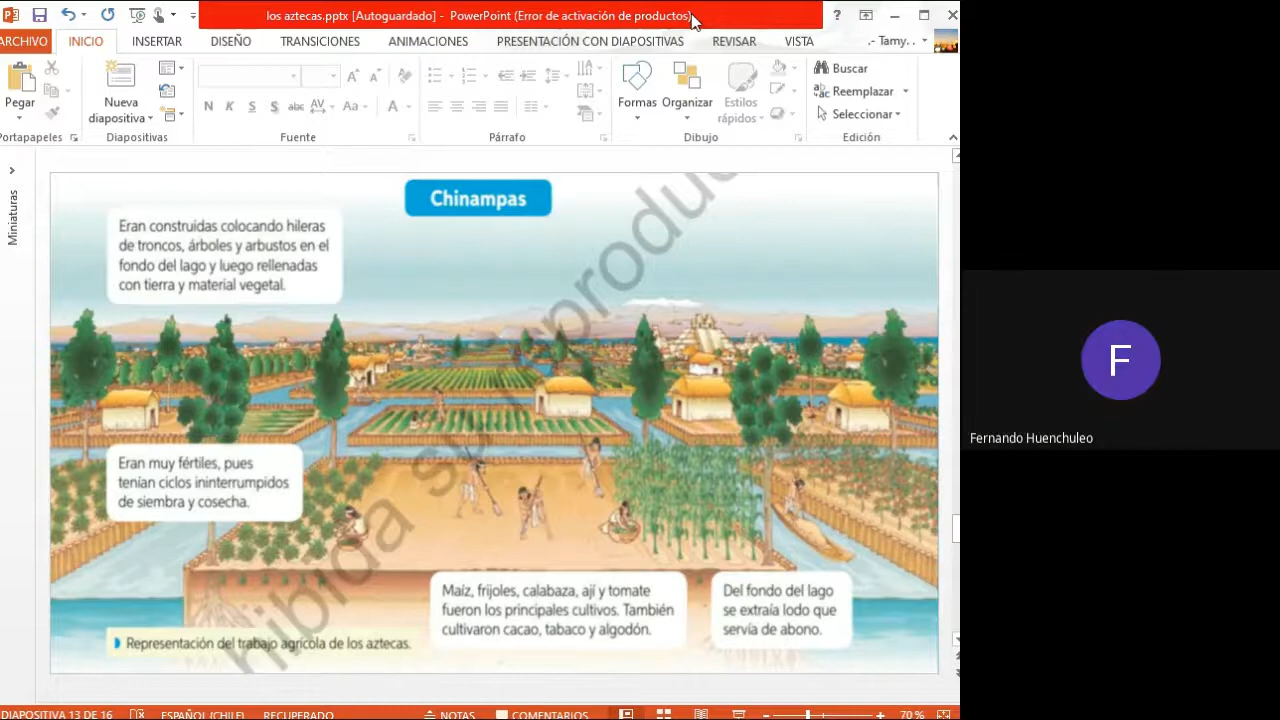 los aztecas.pptx [Autoguardado] - PowerPoint (Error de activación de productos)
ARCHIVO INICIO INSERTAR DISEÑO TRANSICIONES ANIMACIONES PRESENTACIÓN CON DIAPOSITIVAS REVISAR VISTA .- Tamy..
Pegar
Nueva diapositiva
N K S S abc AV Aa A
Formas Organizar Estilos rápidos
Buscar
Reemplazar
Seleccionar
Portapapeles Diapositivas Fuente Párrafo Dibujo Edición
Miniaturas
Chinampas
Eran construidas colocando hileras
de troncos, árboles y arbustos en el
fondo del lago y luego rellenadas
con tierra y material vegetal.
Eran muy fértiles, pues
tenían ciclos ininterrumpidos
de siembra y cosecha.
Maíz, frijoles, calabaza, ají y tomate
fueron los principales cultivos. También
cultivaron cacao, tabaco y algodón.
Del fondo del lago
se extraía lodo que
servía de abono.
Representación del trabajo agrícola de los aztecas.
F
Fernando Huenchuleo
DIAPOSITIVA 13 DE 16 ESPAÑOL (CHILE) RECUPERADO NOTAS COMENTARIOS 70 %